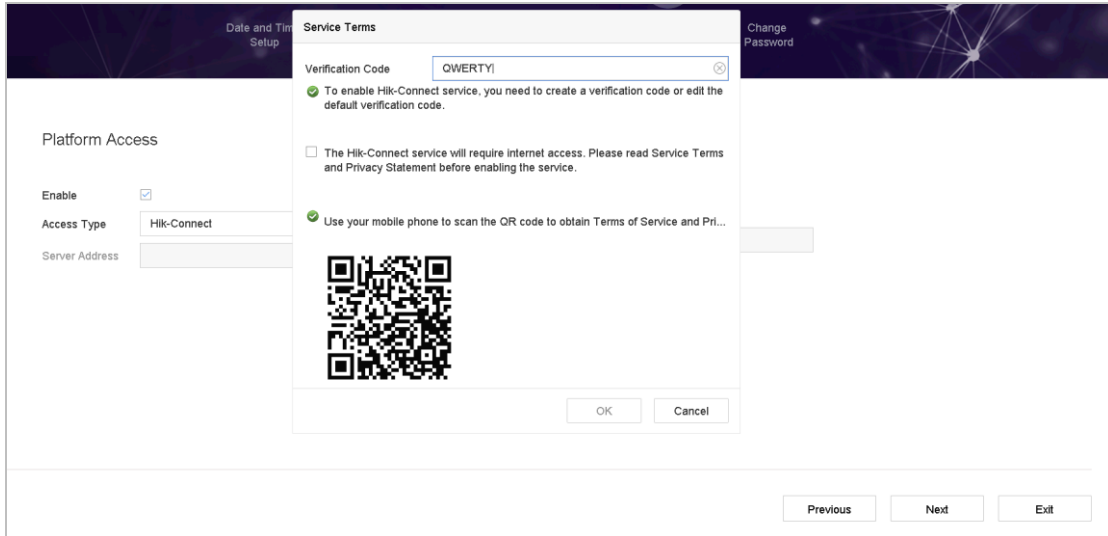 Date and Tim
Setup
Service Terms
Change
Password
Verification Code
QWERTY
To enable Hik-Connect service, you need to create a verification code or edit the
default verification code.
Platform Access
The Hik-Connect service will require internet access. Please read Service Terms
and Privacy Statement before enabling the service.
Enable
Access Type
Hik-Connect
Use your mobile phone to scan the QR code to obtain Terms of Service and Pri...
Server Address
OK
Cancel
Previous
Next
Exit